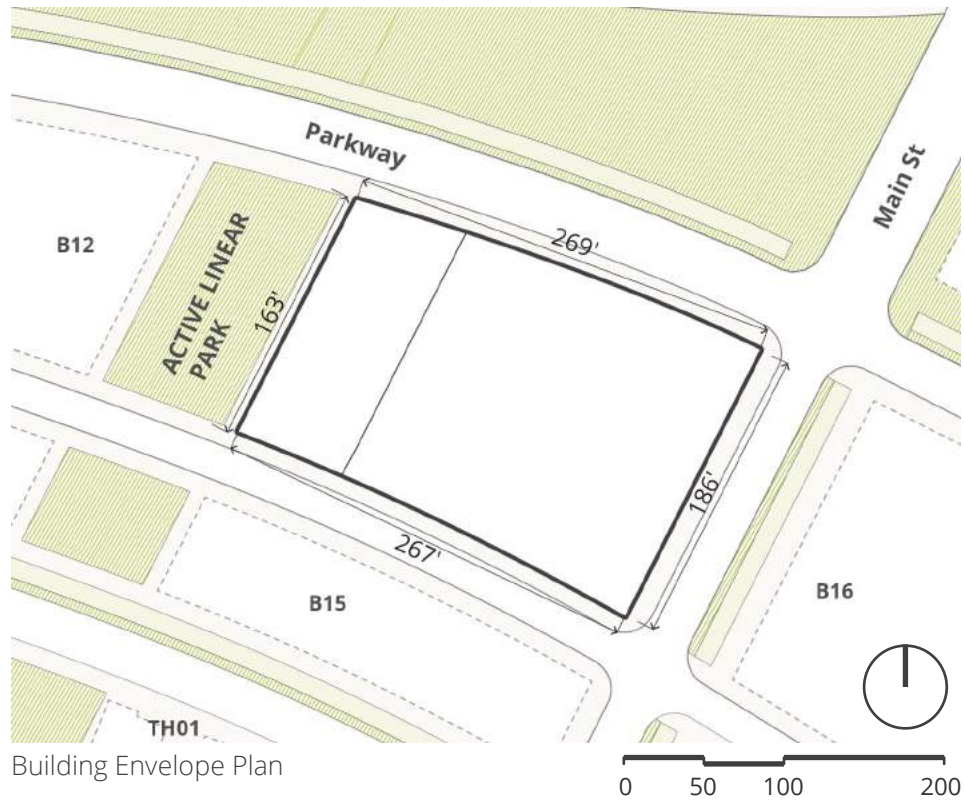 Parkway
Main St
269'
B12
ACTIVE LINEAR
PARK
163'
186'
267'
B15
B16
TH01
Building Envelope Plan
0 50 100 200